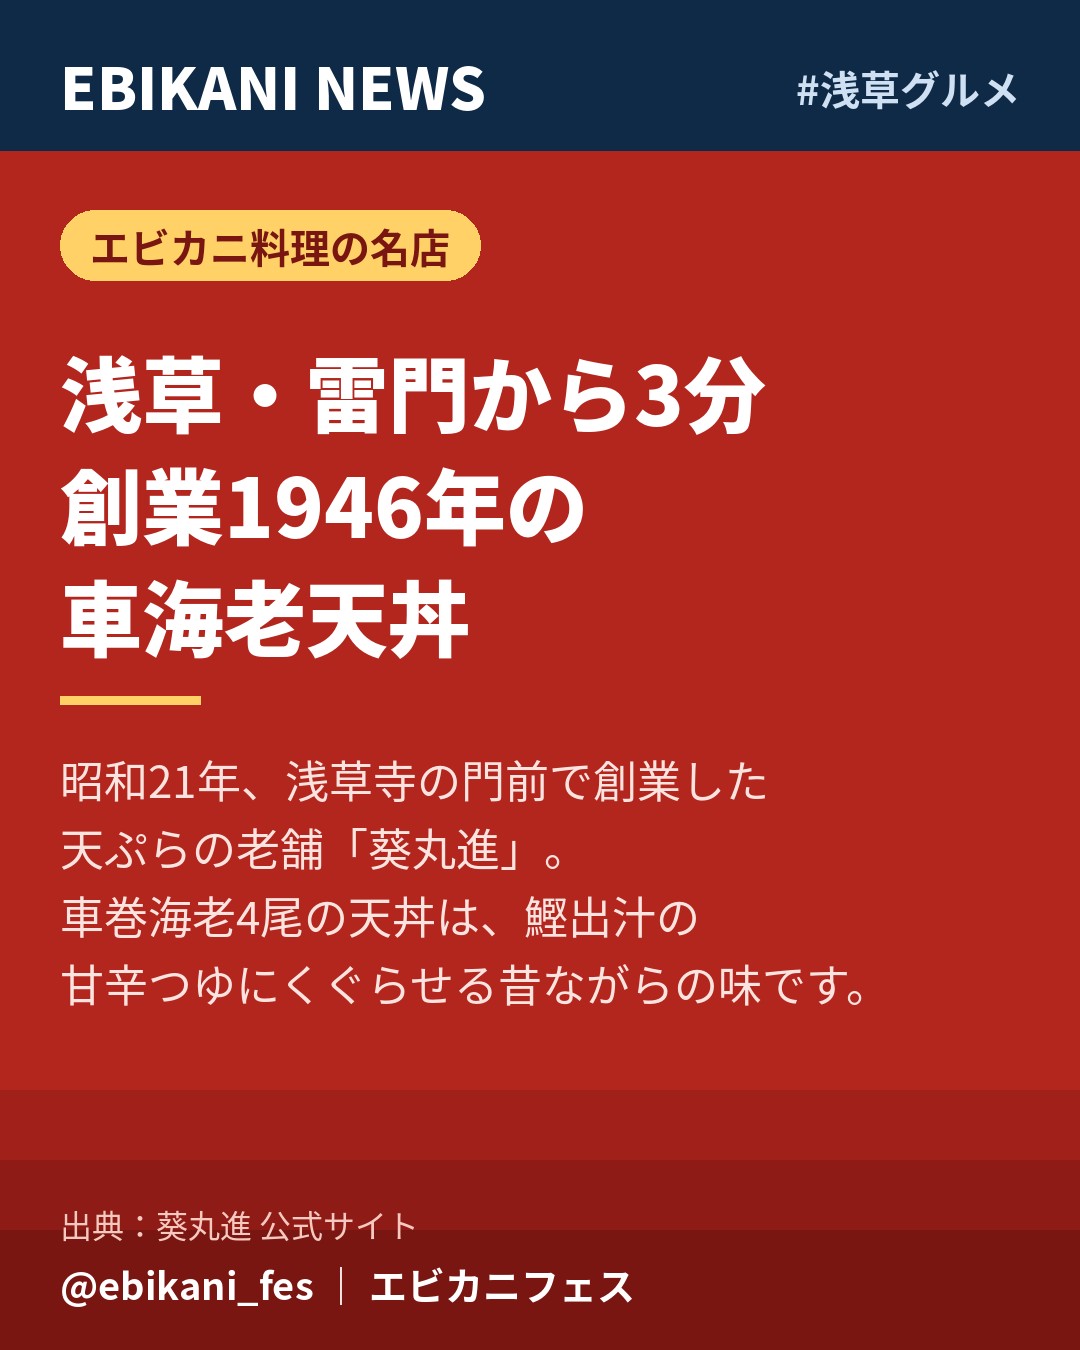 EBIKANI NEWS
#浅草グルメ
エビカニ料理の名店
浅草・雷門から3分
創業1946年の
車海老天丼
昭和21年、浅草寺の門前で創業した
天ぷらの老舗「葵丸進」。
車巻海老4尾の天丼は、鰹出汁の
甘辛つゆにくぐらせる昔ながらの味です。
出典：葵丸進 公式サイト
@ebikani_fes ｜ エビカニフェス